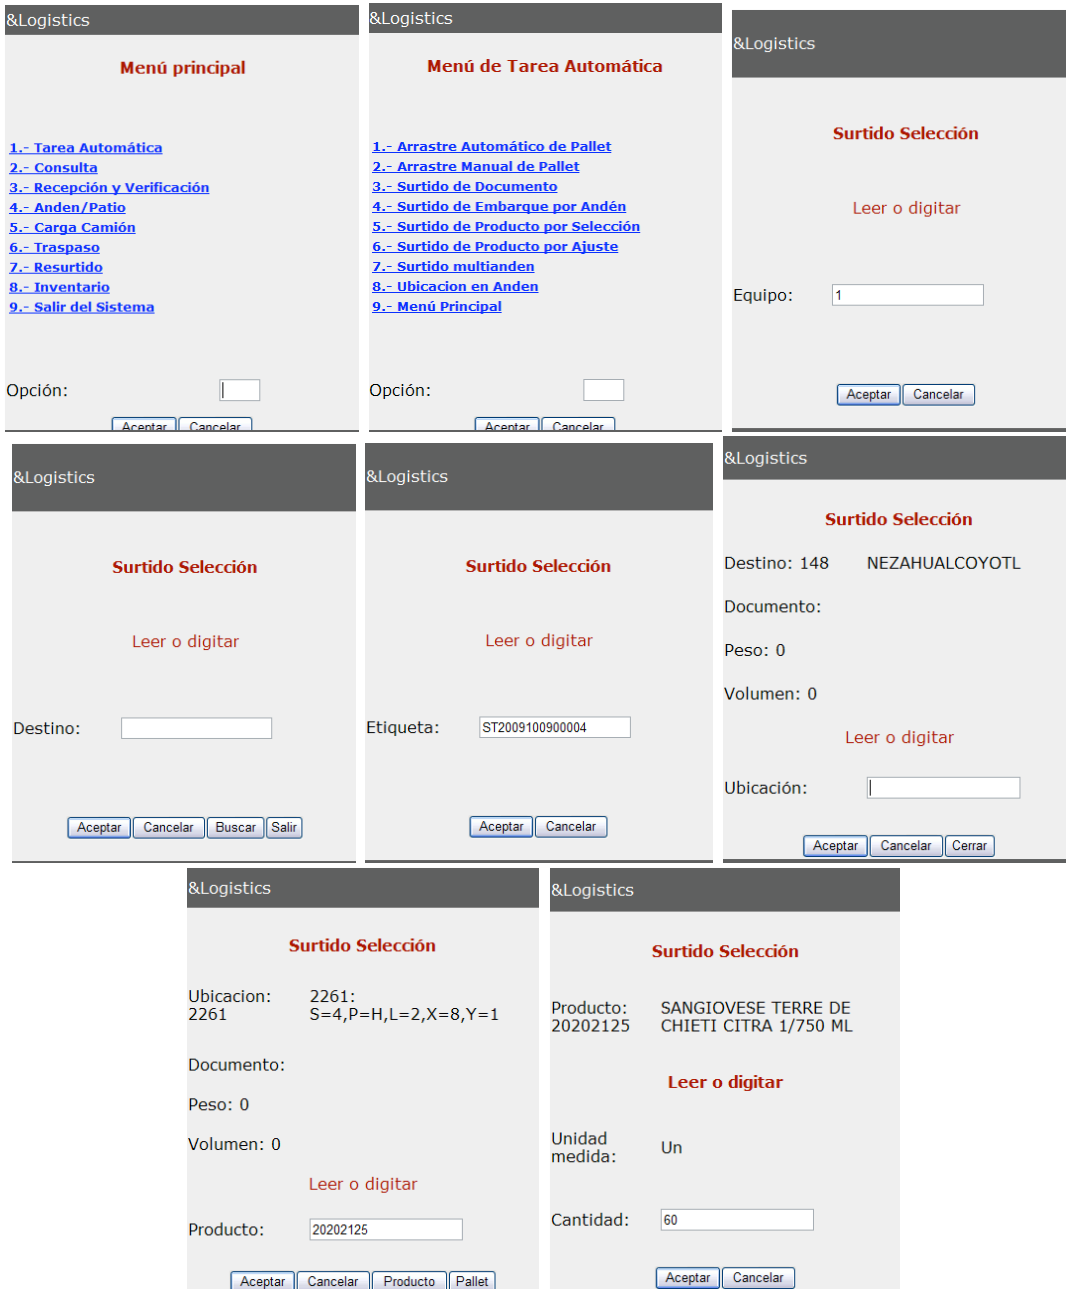 &Logistics
Menú principal
1.- Tarea Automática
2.- Consulta
3.- Recepción y Verificación
4.- Anden/Patio
5.- Carga Camión
6.- Traspaso
7.- Resurtido
8.- Inventario
9.- Salir del Sistema
Opción:
Aceptar Cancelar
&Logistics
Menú de Tarea Automática
1.- Arrastre Automático de Pallet
2.- Arrastre Manual de Pallet
3.- Surtido de Documento
4.- Surtido de Embarque por Andén
5.- Surtido de Producto por Selección
6.- Surtido de Producto por Ajuste
7.- Surtido multianden
8.- Ubicacion en Anden
9.- Menú Principal
Opción:
Aceptar Cancelar
&Logistics
Surtido Selección
Leer o digitar
Equipo: 1
Aceptar Cancelar
&Logistics
Surtido Selección
Leer o digitar
Destino:
Aceptar Cancelar Buscar Salir
&Logistics
Surtido Selección
Leer o digitar
Etiqueta: ST2009100900004
Aceptar Cancelar
&Logistics
Surtido Selección
Destino: 148 NEZAHUALCOYOTL
Documento:
Peso: 0
Volumen: 0
Leer o digitar
Ubicación:
Aceptar Cancelar Cerrar
&Logistics
Surtido Selección
Ubicacion: 2261:
2261 S=4,P=H,L=2,X=8,Y=1
Documento:
Peso: 0
Volumen: 0
Leer o digitar
Producto: 20202125
Aceptar Cancelar Producto Pallet
&Logistics
Surtido Selección
Producto: SANGIOVESE TERRE DE
20202125 CHIETI CITRA 1/750 ML
Leer o digitar
Unidad
medida: Un
Cantidad: 60
Aceptar Cancelar